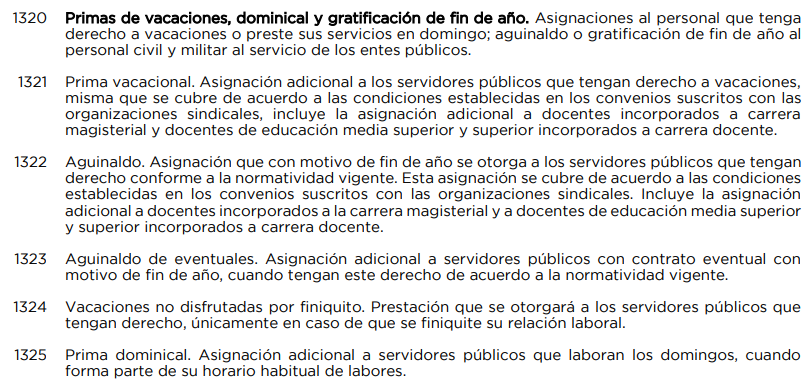 1320 Primas de vacaciones, dominical y gratificación de fin de año. Asignaciones al personal que tenga
derecho a vacaciones o preste sus servicios en domingo; aguinaldo o gratificación de fin de año al
personal civil y militar al servicio de los entes públicos.
1321 Prima vacacional. Asignación adicional a los servidores públicos que tengan derecho a vacaciones,
misma que se cubre de acuerdo a las condiciones establecidas en los convenios suscritos con las
organizaciones sindicales, incluye la asignación adicional a docentes incorporados a carrera
magisterial y docentes de educación media superior y superior incorporados a carrera docente.
1322 Aguinaldo. Asignación que con motivo de fin de año se otorga a los servidores públicos que tengan
derecho conforme a la normatividad vigente. Esta asignación se cubre de acuerdo a las condiciones
establecidas en los convenios suscritos con las organizaciones sindicales. Incluye la asignación
adicional a docentes incorporados a la carrera magisterial y a docentes de educación media superior
y superior incorporados a carrera docente.
1323 Aguinaldo de eventuales. Asignación adicional a servidores públicos con contrato eventual con
motivo de fin de año, cuando tengan este derecho de acuerdo a la normatividad vigente.
1324 Vacaciones no disfrutadas por finiquito. Prestación que se otorgará a los servidores públicos que
tengan derecho, únicamente en caso de que se finiquite su relación laboral.
1325 Prima dominical. Asignación adicional a servidores públicos que laboran los domingos, cuando
forma parte de su horario habitual de labores.